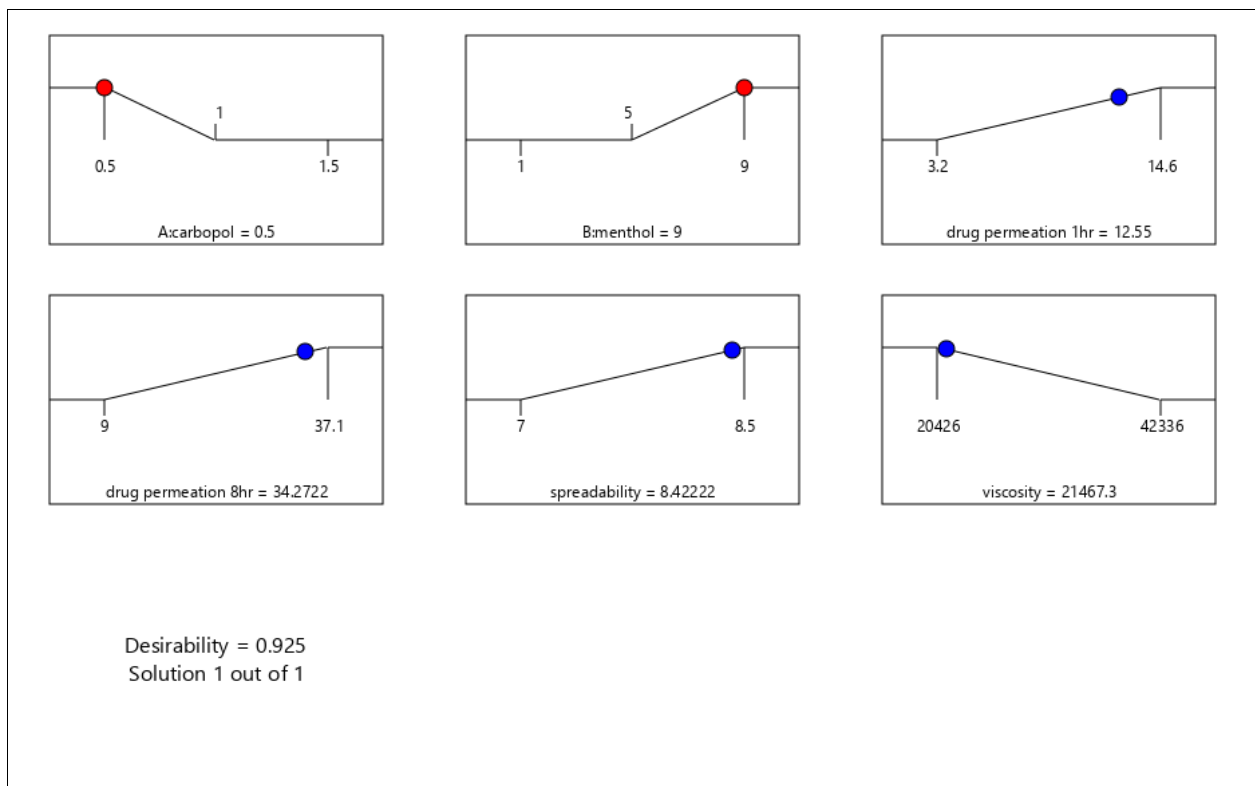 1
0.5
1.5
A:carbopol = 0.5
5
1
9
B:menthol = 9
3.2
14.6
drug permeation 1hr = 12.55
9
37.1
drug permeation 8hr = 34.2722
7
8.5
spreadability = 8.42222
20426
42336
viscosity = 21467.3
Desirability = 0.925
Solution 1 out of 1